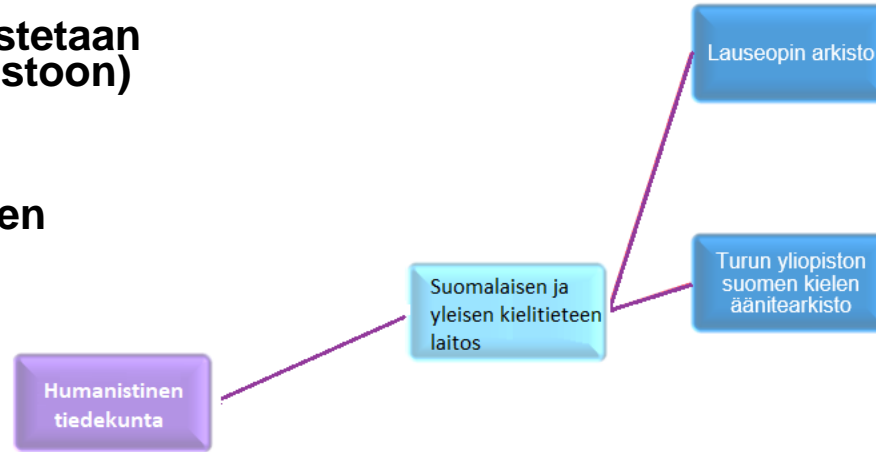 stetaan
stoon)
en
Lauseopin arkisto
Turun yliopiston
suomen kielen
äänitearkisto
Suomalaisen ja
yleisen kielitieteen
laitos
Humanistinen
tiedekunta